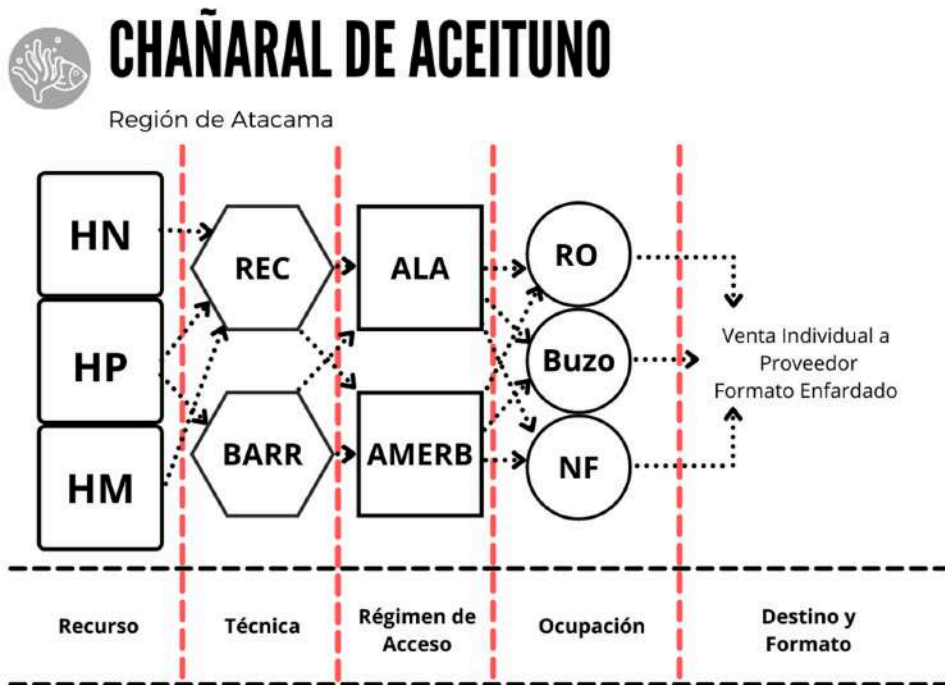 CHAÑARAL DE ACEITUNO
Región de Atacama
HN
HP
HM
REC
BARR
ALA
AMERB
RO
Buzo
NF
Venta Individual a
Proveedor
Formato Enfardado
Recurso
Técnica
Régimen de
Acceso
Ocupación
Destino y
Formato